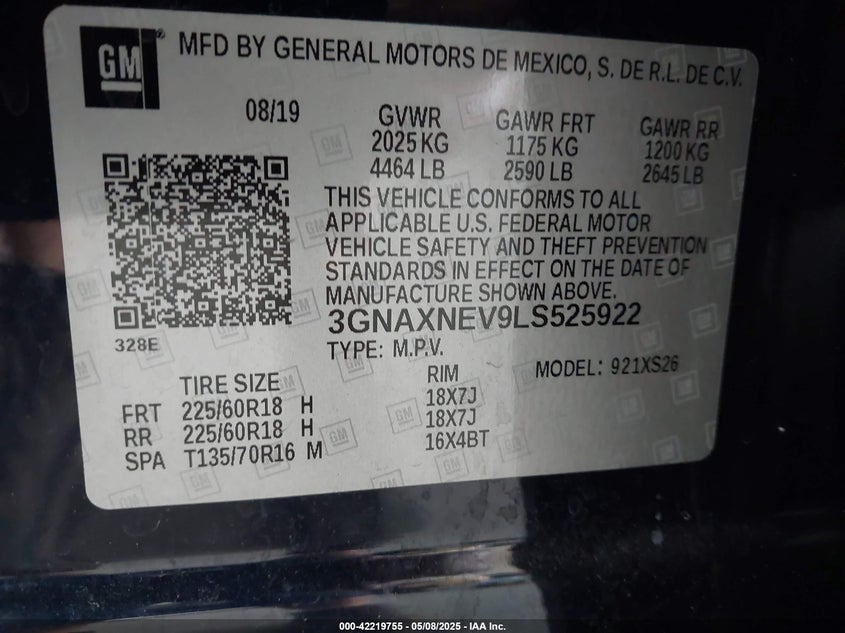 GM
MFD BY GENERAL MOTORS DE MEXICO, S. DE R.L. DE C.V.
08/19 GVWR GAWR FRT GAWR RR
2025 KG 1175 KG 1200 KG
4464 LB 2590 LB 2645 LB
THIS VEHICLE CONFORMS TO ALL
APPLICABLE U.S. FEDERAL MOTOR
VEHICLE SAFETY AND THEFT PREVENTION
STANDARDS IN EFFECT ON THE DATE OF
MANUFACTURE SHOWN ABOVE.
3GNAXNEV9LS525922
328E
TYPE: M.P.V. MODEL: 921XS26
TIRE SIZE RIM
FRT 225/60R18 H 18X7J
RR 225/60R18 H 18X7J
SPA T135/70R16 M 16X4BT
000-42219755 - 05/08/2025 - IAA Inc.